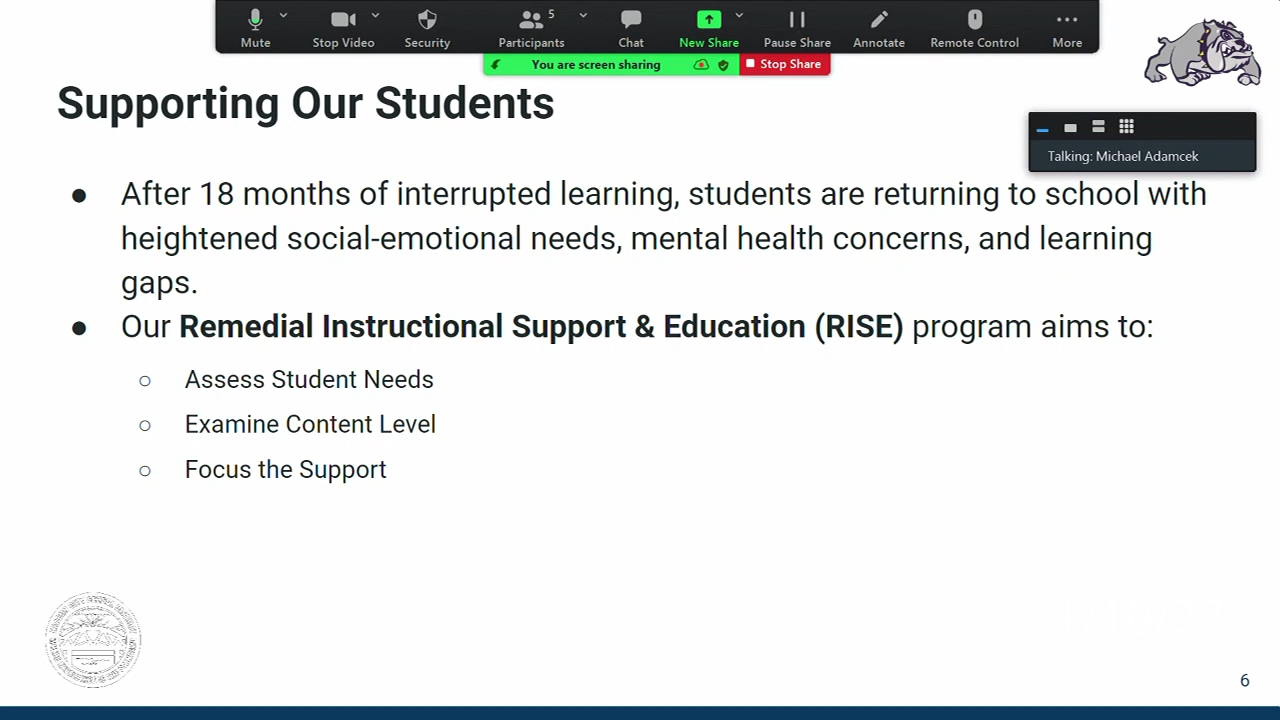 5
Mute
Stop Video
Security
Participants
Chat
New Share
Pause Share
Annotate
Remote Control
More
You are screen sharing
Stop Share
Supporting Our Students
Talking: Michael Adamcek
● After 18 months of interrupted learning, students are returning to school with
heightened social-emotional needs, mental health concerns, and learning
gaps.
● Our Remedial Instructional Support & Education (RISE) program aims to:
○ Assess Student Needs
○ Examine Content Level
○ Focus the Support
6